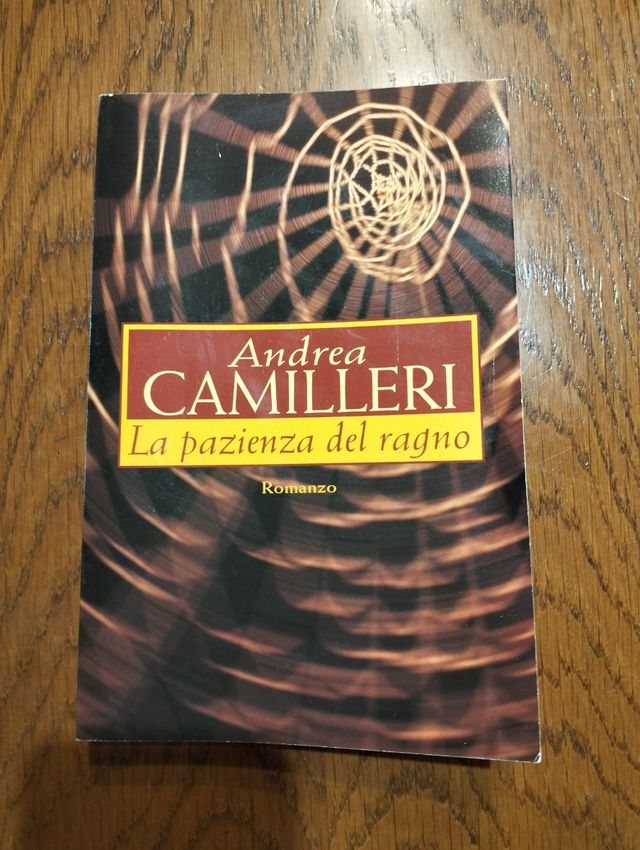 Andrea
CAMILLERI
La pazienza del ragno
Romanzo